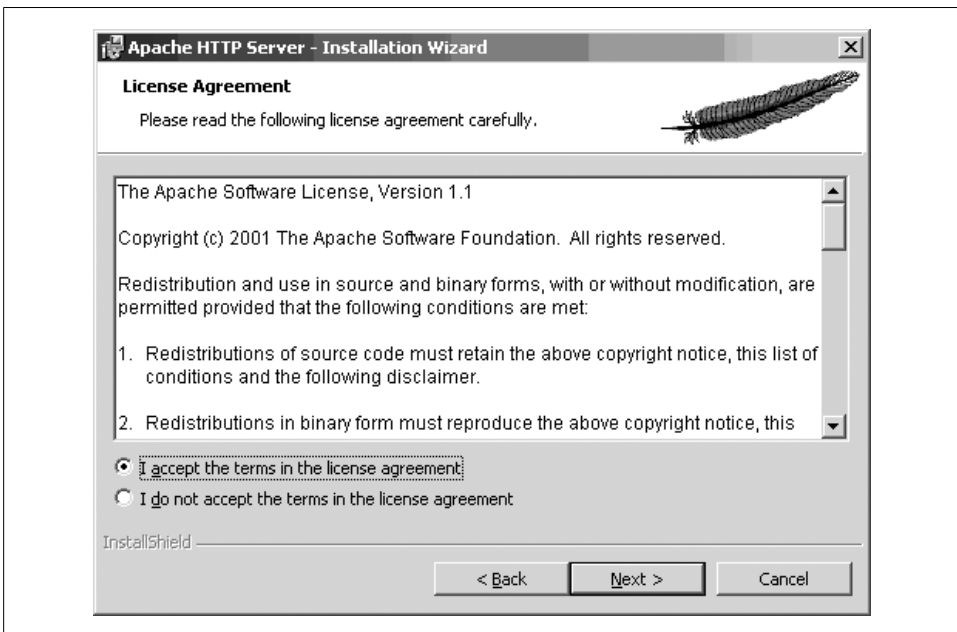 Apache HTTP Server - Installation Wizard
License Agreement
Please read the following license agreement carefully.
The Apache Software License, Version 1.1
Copyright (c) 2001 The Apache Software Foundation.  All rights reserved.
Redistribution and use in source and binary forms, with or without modification, are
permitted provided that the following conditions are met:
1.  Redistributions of source code must retain the above copyright notice, this list of
conditions and the following disclaimer.
2.  Redistributions in binary form must reproduce the above copyright notice, this
I accept the terms in the license agreement
I do not accept the terms in the license agreement
InstallShield
< Back
Next >
Cancel